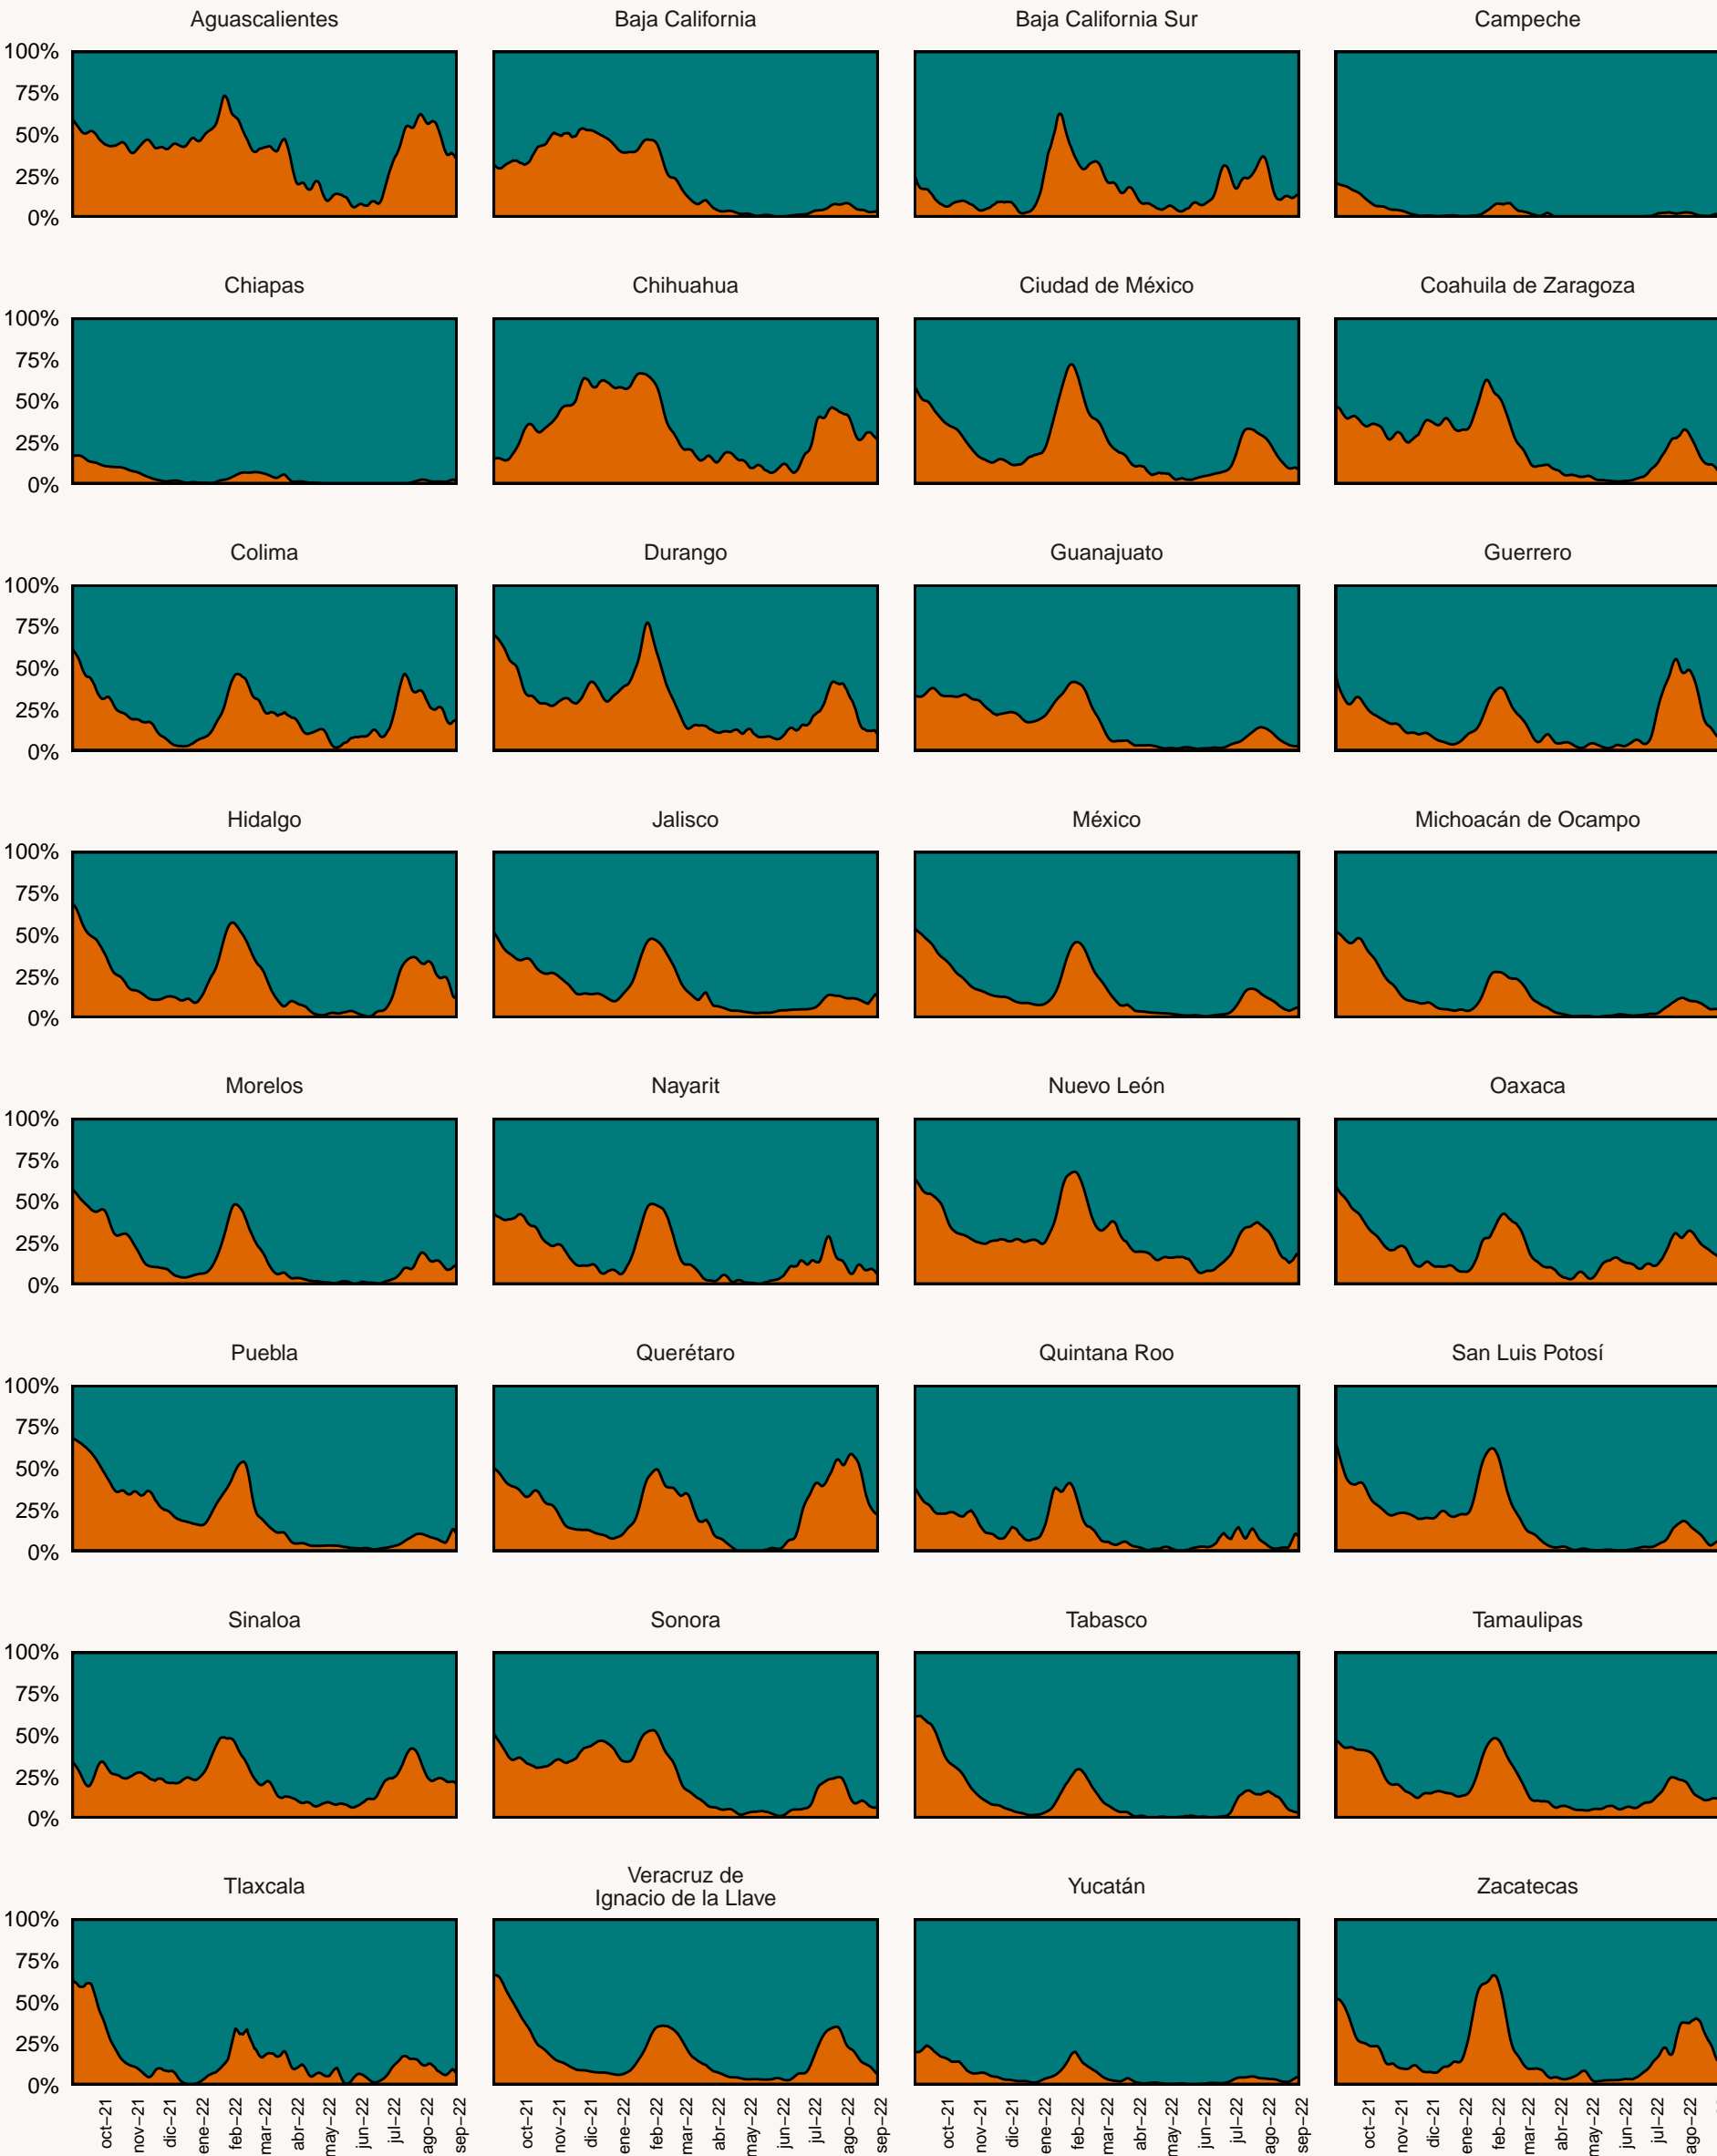 Aguascalientes
Baja California
Baja California Sur
Campeche
100%
75%
50%
25%
0%
Chiapas
Chihuahua
Ciudad de México
Coahuila de Zaragoza
100%
75%
50%
25%
0%
Colima
Durango
Guanajuato
Guerrero
100%
75%
50%
25%
0%
Hidalgo
Jalisco
México
Michoacán de Ocampo
100%
75%
50%
25%
0%
Morelos
Nayarit
Nuevo León
Oaxaca
100%
75%
50%
25%
0%
Puebla
Querétaro
Quintana Roo
San Luis Potosí
100%
75%
50%
25%
0%
Sinaloa
Sonora
Tabasco
Tamaulipas
100%
75%
50%
25%
0%
Tlaxcala
Veracruz de
Ignacio de la Llave
Yucatán
Zacatecas
100%
75%
50%
25%
0%
oct−21
nov−21
dic−21
ene−22
feb−22
mar−22
abr−22
may−22
jun−22
jul−22
ago−22
sep−22
oct−21
nov−21
dic−21
ene−22
feb−22
mar−22
abr−22
may−22
jun−22
jul−22
ago−22
sep−22
oct−21
nov−21
dic−21
ene−22
feb−22
mar−22
abr−22
may−22
jun−22
jul−22
ago−22
sep−22
oct−21
nov−21
dic−21
ene−22
feb−22
mar−22
abr−22
may−22
jun−22
jul−22
ago−22